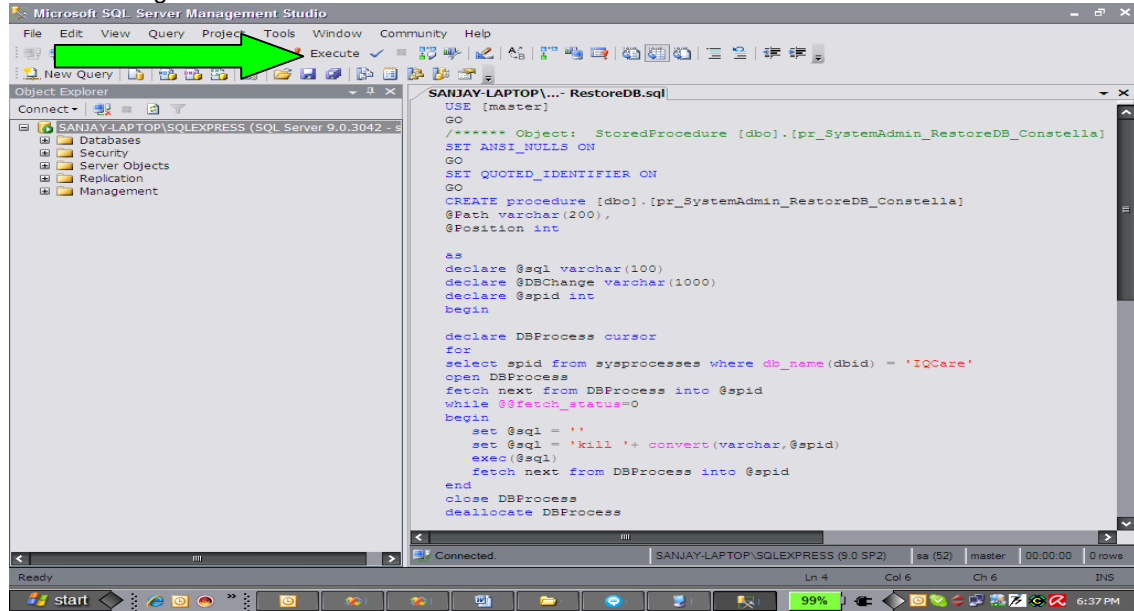 Microsoft SQL Server Management Studio
File Edit View Query Project Tools Window Community Help
Execute
New Query
Object Explorer
SANJAY-LAPTOP\...- RestoreDB.sql
Connect
SANJAY-LAPTOP\SQLEXPRESS (SQL Server 9.0.3042 - s
Databases
Security
Server Objects
Replication
Management
USE [master]
GO
/****** Object: StoredProcedure [dbo].[pr_SystemAdmin_RestoreDB_Constella]
SET ANSI_NULLS ON
GO
SET QUOTED_IDENTIFIER ON
GO
CREATE procedure [dbo].[pr_SystemAdmin_RestoreDB_Constella]
@Path varchar(200),
@Position int
as
declare @sql varchar(100)
declare @DBChange varchar(1000)
declare @spid int
begin
declare DBProcess cursor
for
select spid from sysprocesses where db_name(dbid) = 'IQCare'
open DBProcess
fetch next from DBProcess into @spid
while @@fetch_status=0
begin
set @sql = ''
set @sql = 'kill '+ convert(varchar,@spid)
exec(@sql)
fetch next from DBProcess into @spid
end
close DBProcess
deallocate DBProcess
Connected. SANJAY-LAPTOP\SQLEXPRESS (9.0 SP2) sa (52) master 00:00:00 0 rows
Ready Ln 4 Col 6 Ch 6 INS
start 99% 6:37 PM